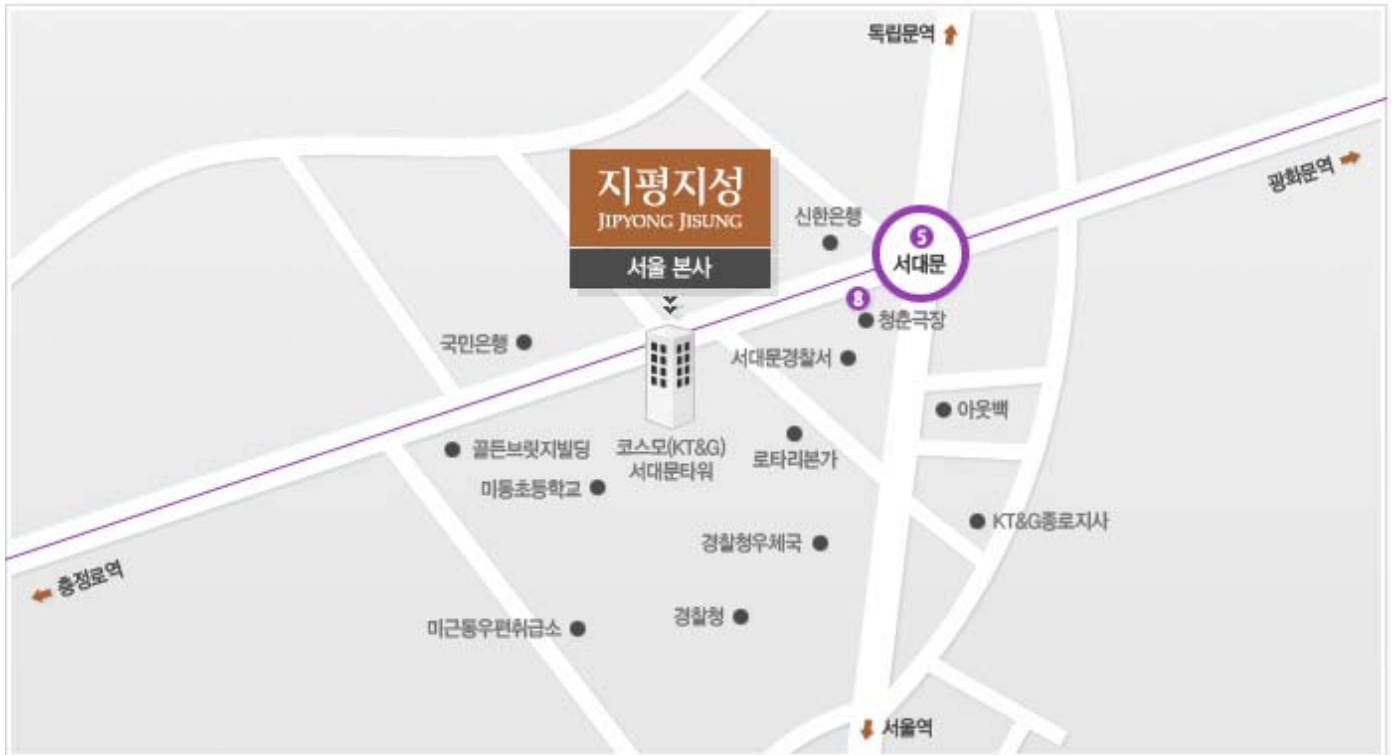 독립문역
광화문역
지평지성
JIPYONG JISUNG
서울 본사
신한은행
5
서대문
8
청춘극장
국민은행
서대문경찰서
아웃백
골든브릿지빌딩
코스모(KT&G)
서대문타워
로타리본가
미동초등학교
KT&G종로지사
경찰청우체국
충정로역
경찰청
미근동우편취급소
서울역